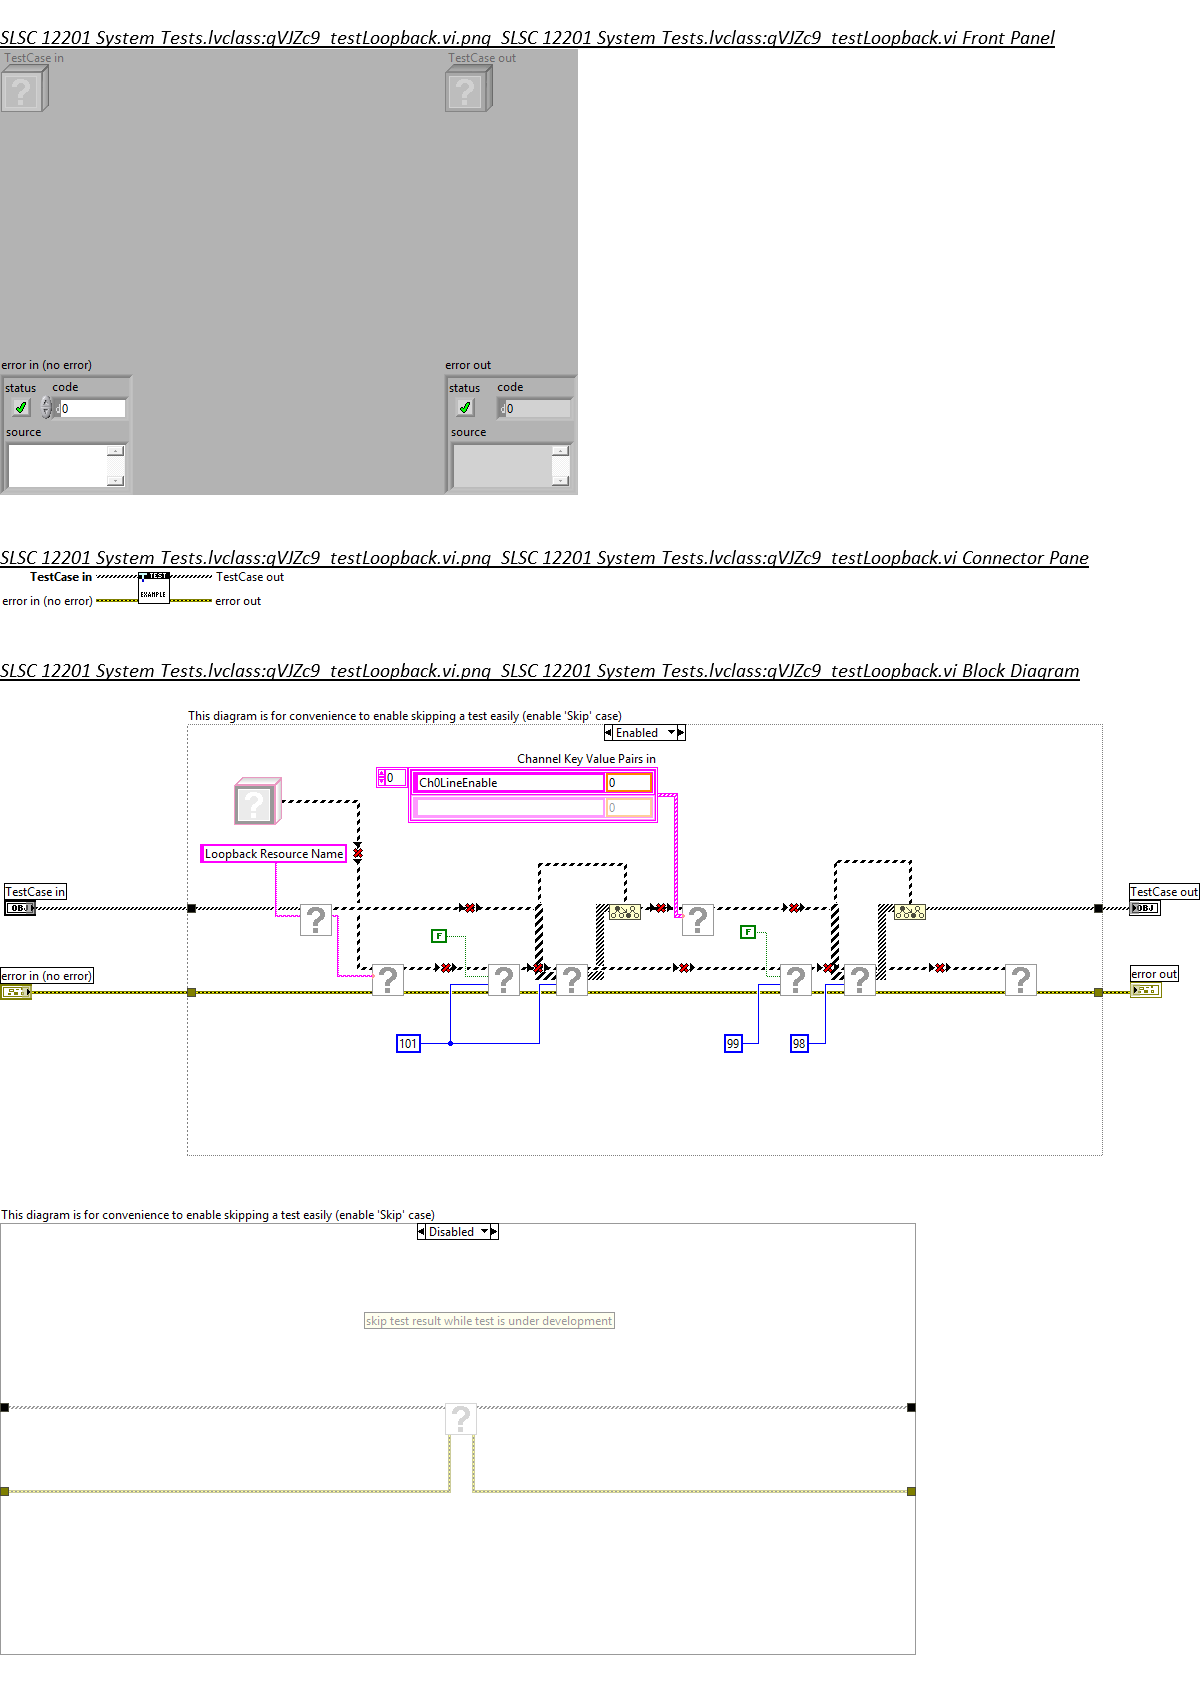 SLSC 12201 System Tests.lvclass:qVJZc9_testLoopback.vi.png_SLSC 12201 System Tests.lvclass:qVJZc9_testLoopback.vi Front Panel
TestCase in
TestCase out
?
?
error in (no error)
error out
status
code
status
code
d0
d0
source
source
SLSC 12201 System Tests.lvclass:qVJZc9_testLoopback.vi.png_SLSC 12201 System Tests.lvclass:qVJZc9_testLoopback.vi Connector Pane
TestCase in
TEST
TestCase out
error in (no error)
EXAMPLE
error out
SLSC 12201 System Tests.lvclass:qVJZc9_testLoopback.vi.png_SLSC 12201 System Tests.lvclass:qVJZc9_testLoopback.vi Block Diagram
This diagram is for convenience to enable skipping a test easily (enable 'Skip' case)
Enabled
Channel Key Value Pairs in
0
Ch0LineEnable
0
0
?
Loopback Resource Name
TestCase in
OBJ
TestCase out
OBJ
?
?
F
F
error in (no error)
error out
?
?
?
?
?
?
101
99
98
This diagram is for convenience to enable skipping a test easily (enable 'Skip' case)
Disabled
skip test result while test is under development
?